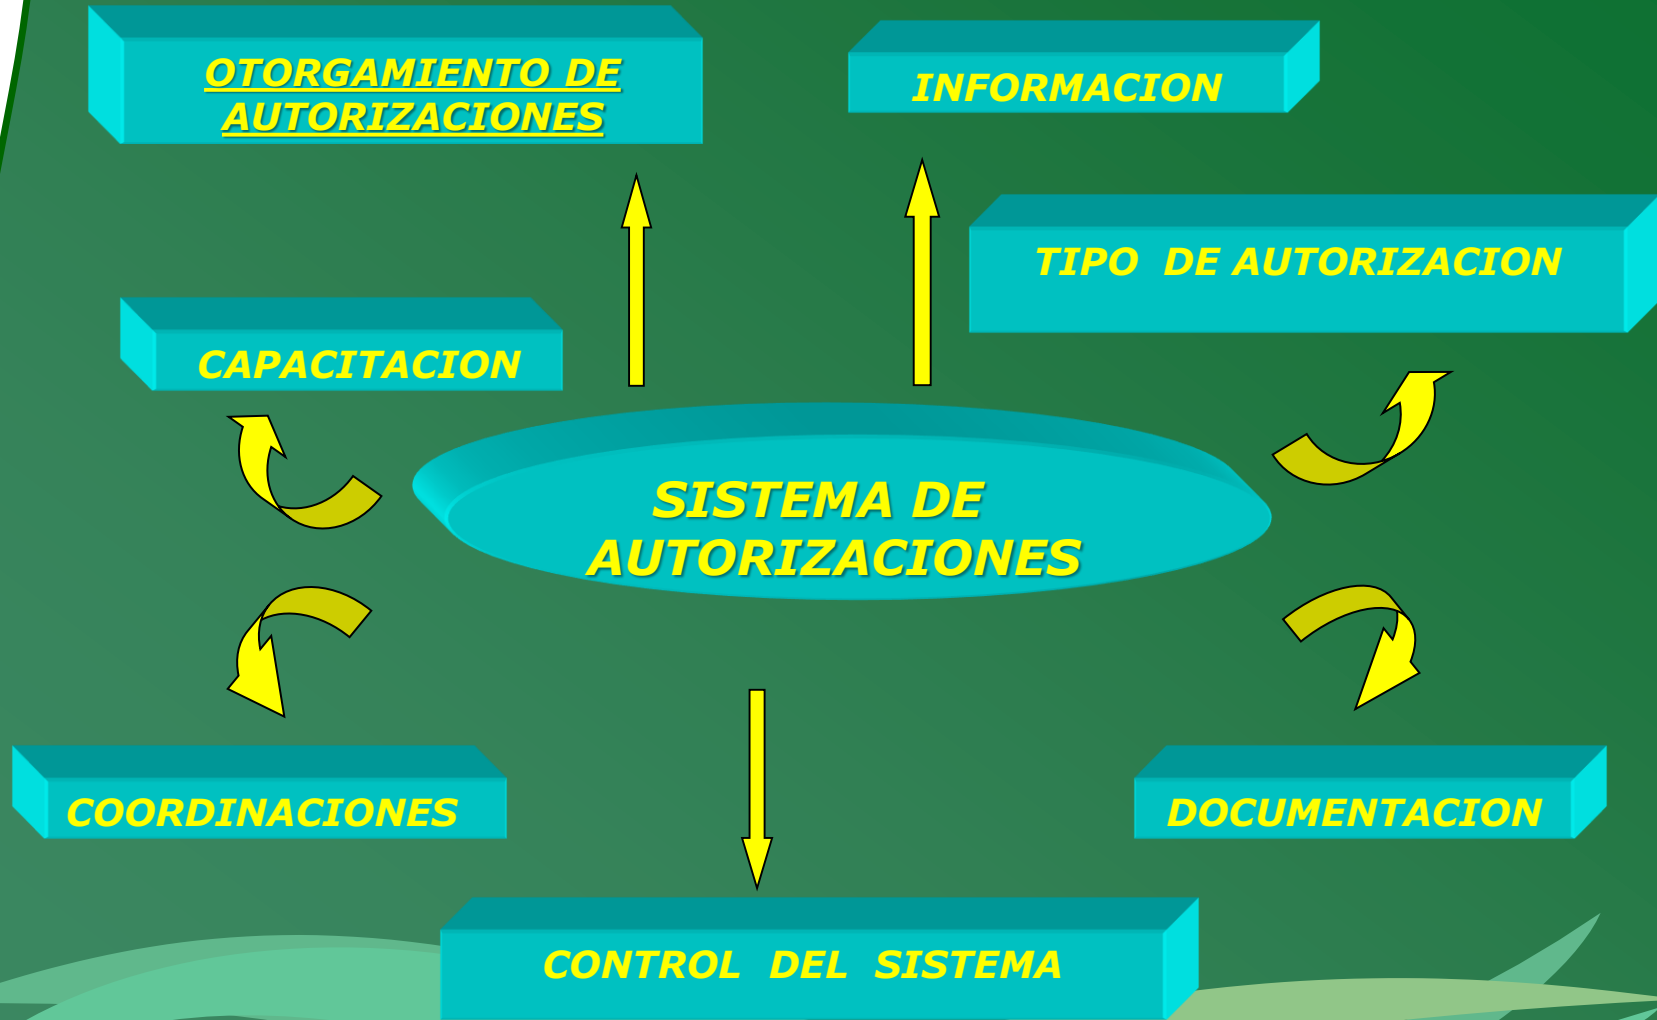 OTORGAMIENTO DE
AUTORIZACIONES
INFORMACION
TIPO DE AUTORIZACION
CAPACITACION
SISTEMA DE
AUTORIZACIONES
COORDINACIONES
DOCUMENTACION
CONTROL DEL SISTEMA